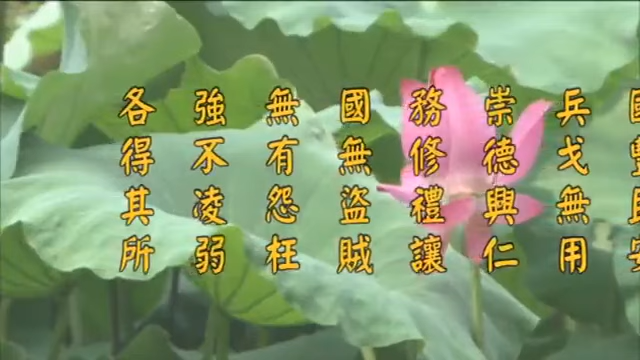 兵戈無用
崇德興仁
務修禮讓
國無盜賊
無有怨枉
強不凌弱
各得其所